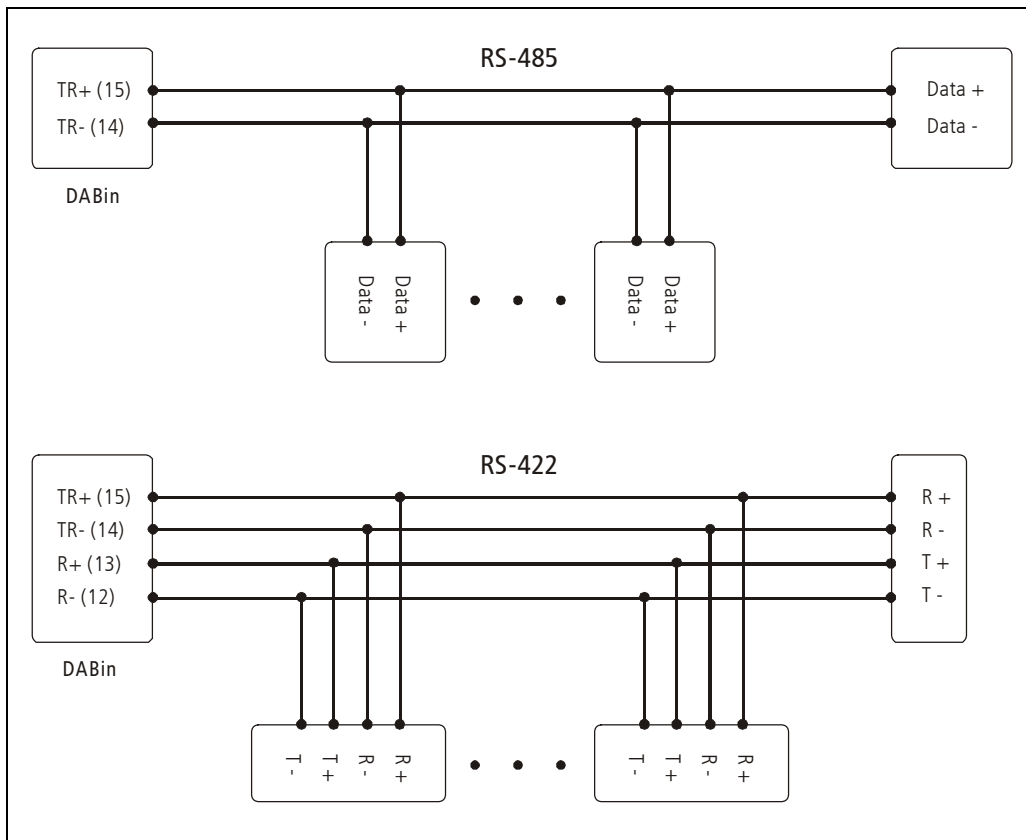 RS-485
TR+ (15)
TR- (14)
DABin
Data +
Data -
Data -
Data +
Data -
Data +
RS-422
TR+ (15)
TR- (14)
R+ (13)
R- (12)
DABin
R +
R -
T +
T -
T -
T +
R -
R +
T -
T +
R -
R +